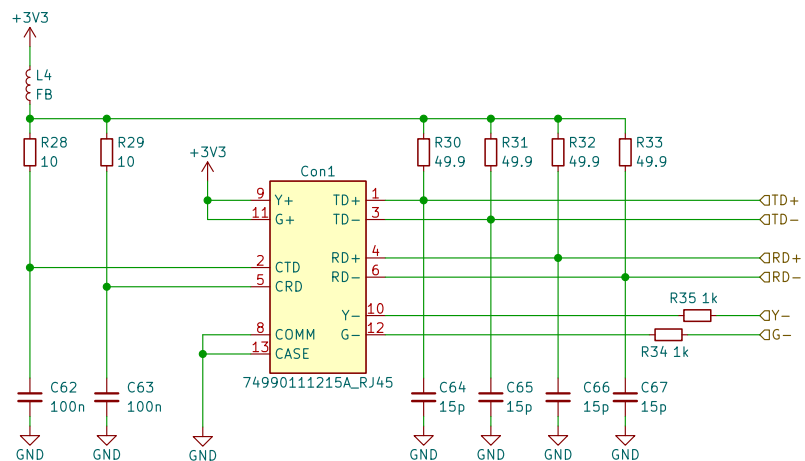 +3V3
L4
FB
R28
10
R29
10
+3V3
Con1
R30
49.9
R31
49.9
R32
49.9
R33
49.9
9 Y+ TD+ 1 TD+
11 G+ TD- 3 TD-
2 CTD RD+ 4 RD+
5 CRD RD- 6 RD-
R35 1k
Y- 10 Y-
8 COMM G- 12 G-
13 CASE
R34 1k
74990111215A_RJ45
C62
100n
C63
100n
C64
15p
C65
15p
C66
15p
C67
15p
GND GND GND GND GND GND GND